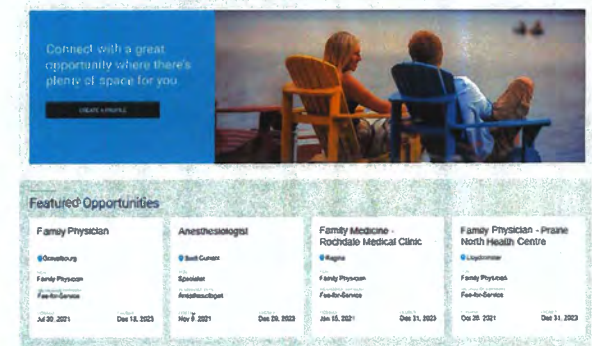 Connect with a great
opportunity where there's
plenty of space for you.
CREATE A PROFILE
Featured Opportunities
Family Physician
Gravelbourg
Family Physician
Fee-for-Service
Jul 30, 2021
Dec 13, 2023
Anesthesiologist
Swift Current
Specialist
Anesthesiologist
Nov 9, 2021
Dec 29, 2023
Family Medicine -
Rochdale Medical Clinic
Regina
Family Physician
Fee-for-Service
Jan 15, 2021
Dec 31, 2023
Family Physician - Prairie
North Health Centre
Lloydminster
Family Physician
Fee-for-Service
Oct 28, 2021
Dec 31, 2023